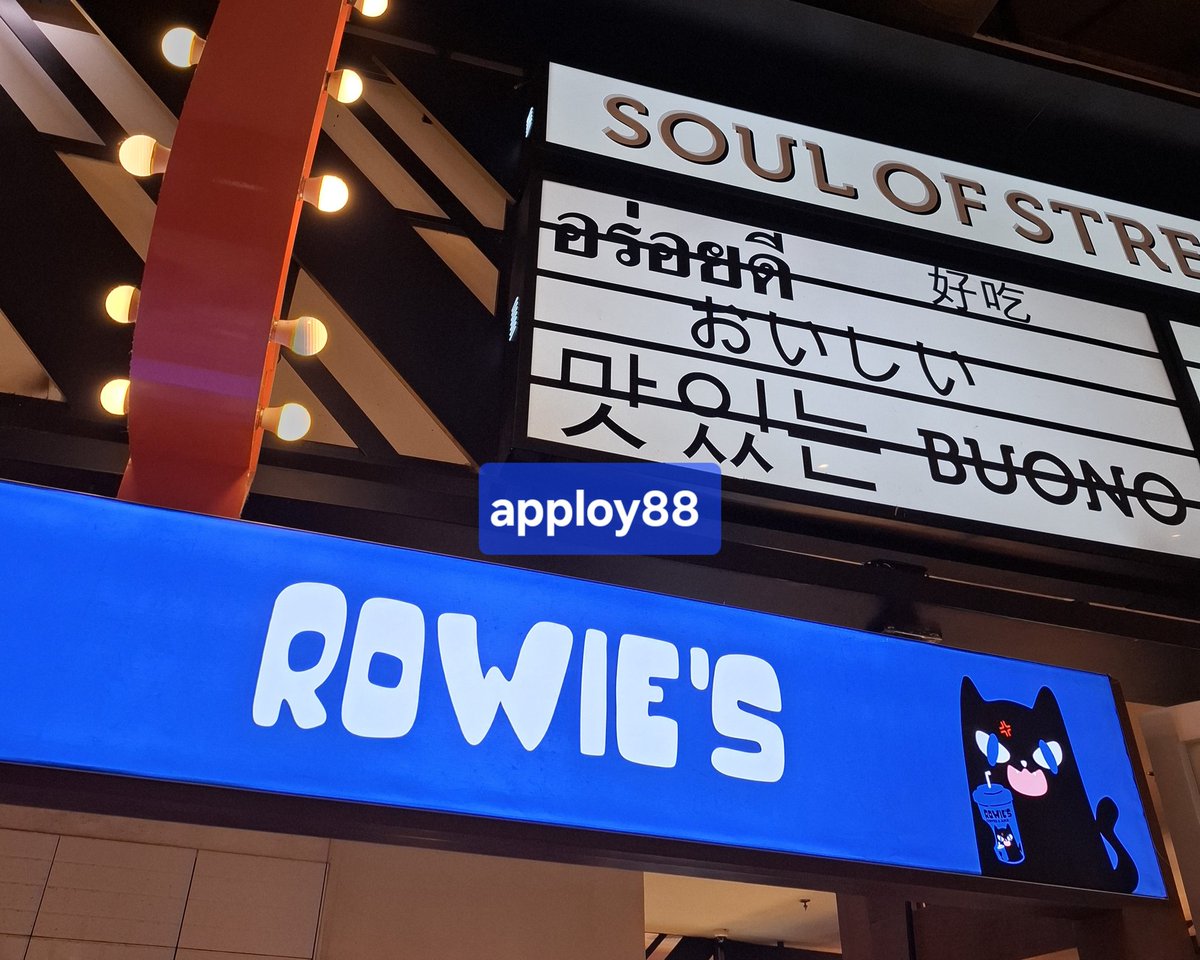 SOUL OF STRE
อร่อยดี 好吃
おいしい
맛있는 BUONO
apploy88
ROWIE'S
ROWIE'S